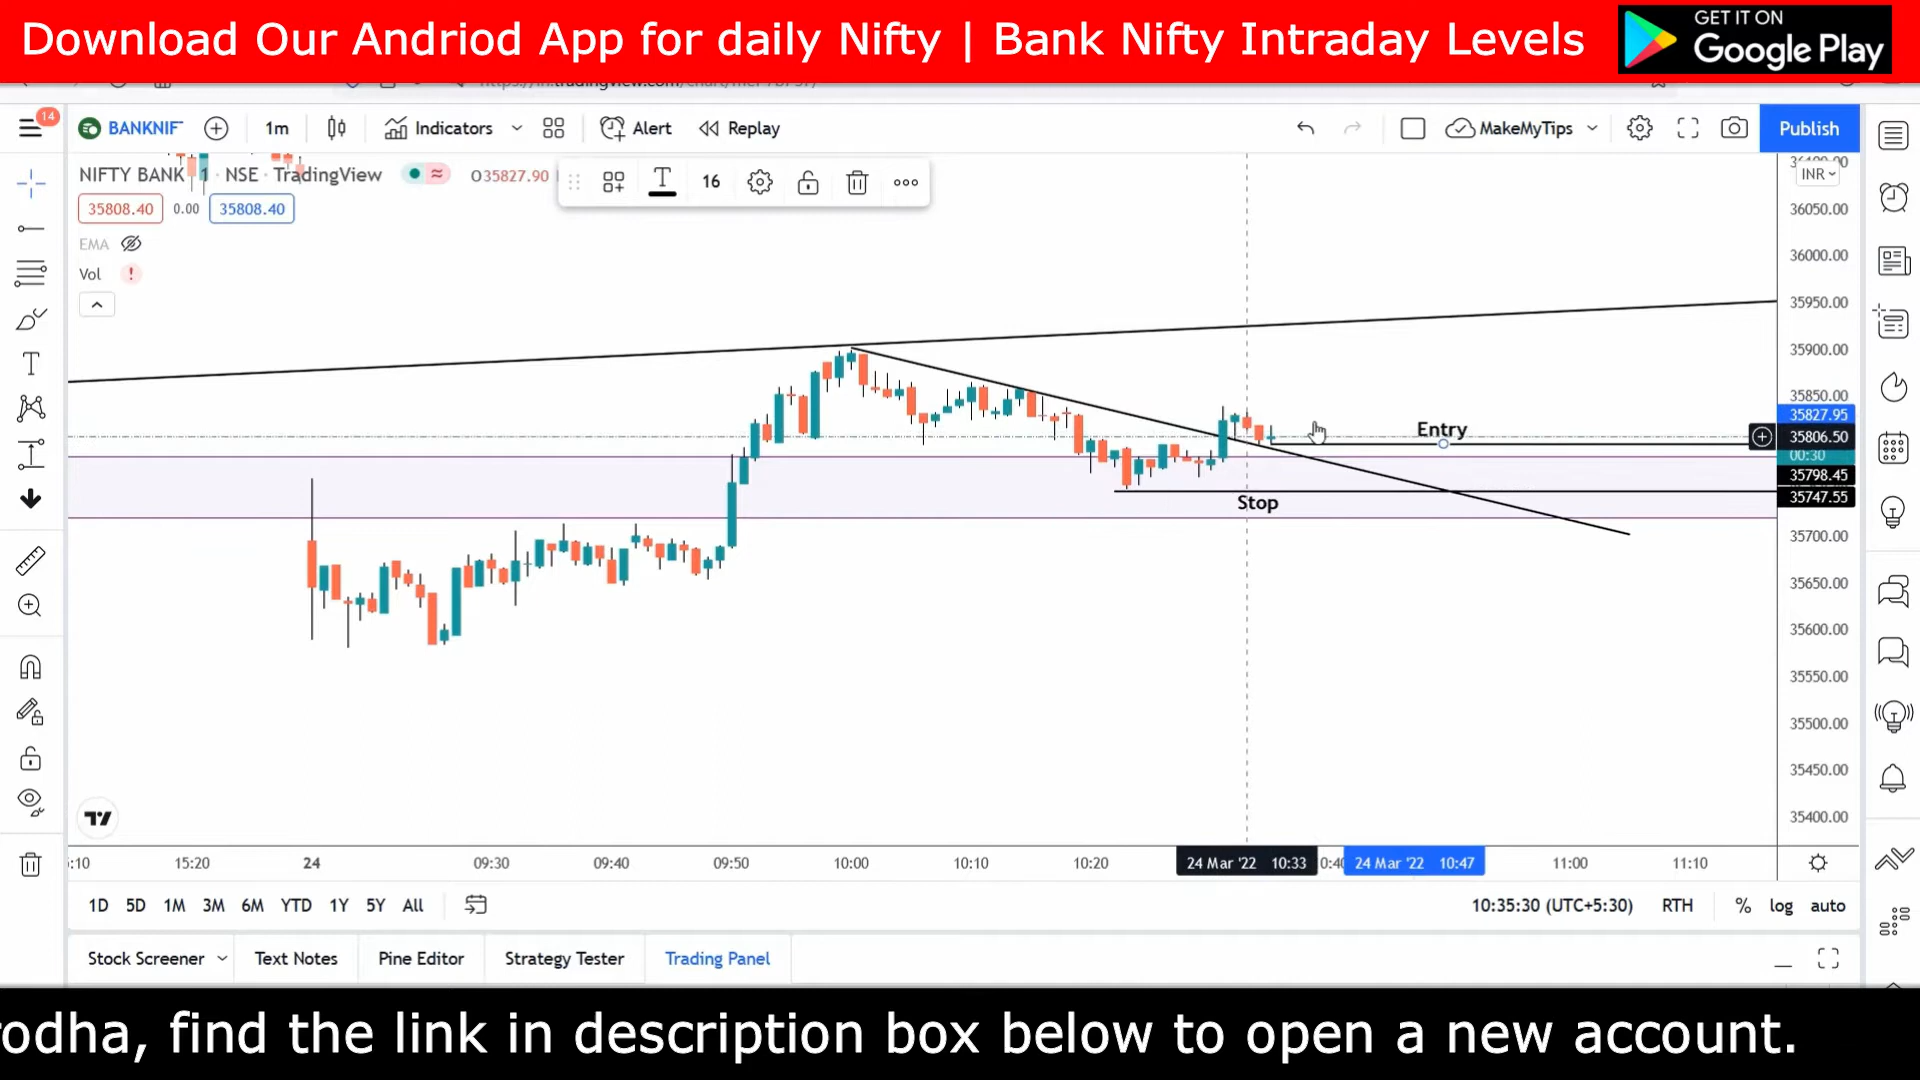 Download Our Andriod App for daily Nifty | Bank Nifty Intraday Levels
GET IT ON
Google Play
14
BANKNIF
1m
Indicators
Alert
Replay
MakeMyTips
Publish
NIFTY BANK 1 · NSE TradingView
O35827.90
16
INR
35808.40 0.00 35808.40
EMA
Vol !
36050.00
36000.00
35950.00
35900.00
35850.00
35827.95
35806.50
00:30
35798.45
35747.55
35700.00
35650.00
35600.00
35550.00
35500.00
35450.00
35400.00
Entry
Stop
15:20 24 09:30 09:40 09:50 10:00 10:10 10:20 24 Mar '22 10:33 24 Mar '22 10:47 11:00 11:10
1D 5D 1M 3M 6M YTD 1Y 5Y All
10:35:30 (UTC+5:30) RTH % log auto
Stock Screener Text Notes Pine Editor Strategy Tester Trading Panel
rodha, find the link in description box below to open a new account.